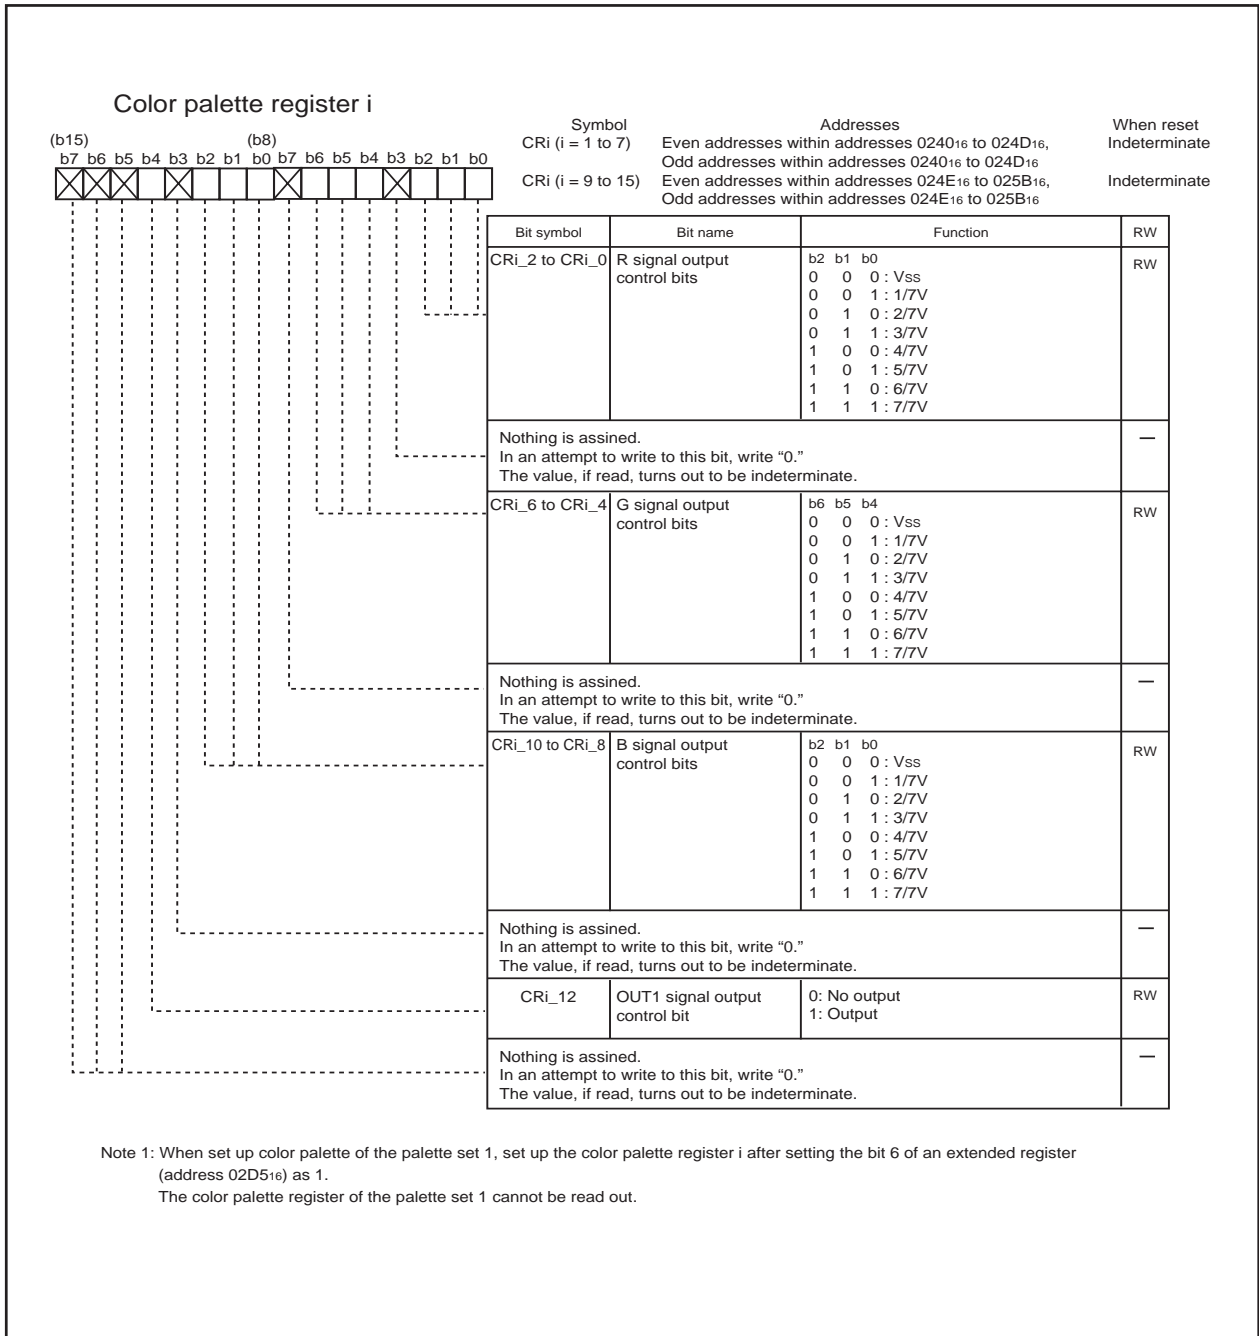 Color palette register i
(b15) (b8)
b7 b6 b5 b4 b3 b2 b1 b0 b7 b6 b5 b4 b3 b2 b1 b0
Symbol Addresses When reset
CRi (i = 1 to 7) Even addresses within addresses 024016 to 024D16, Indeterminate
Odd addresses within addresses 024016 to 024D16
CRi (i = 9 to 15) Even addresses within addresses 024E16 to 025B16, Indeterminate
Odd addresses within addresses 024E16 to 025B16
Bit symbol Bit name Function RW
CRi_2 to CRi_0 R signal output b2 b1 b0 RW
control bits 0 0 0 : Vss
0 0 1 : 1/7V
0 1 0 : 2/7V
0 1 1 : 3/7V
1 0 0 : 4/7V
1 0 1 : 5/7V
1 1 0 : 6/7V
1 1 1 : 7/7V
Nothing is assined. —
In an attempt to write to this bit, write “0.”
The value, if read, turns out to be indeterminate.
CRi_6 to CRi_4 G signal output b6 b5 b4 RW
control bits 0 0 0 : Vss
0 0 1 : 1/7V
0 1 0 : 2/7V
0 1 1 : 3/7V
1 0 0 : 4/7V
1 0 1 : 5/7V
1 1 0 : 6/7V
1 1 1 : 7/7V
Nothing is assined. —
In an attempt to write to this bit, write “0.”
The value, if read, turns out to be indeterminate.
CRi_10 to CRi_8 B signal output b2 b1 b0 RW
control bits 0 0 0 : Vss
0 0 1 : 1/7V
0 1 0 : 2/7V
0 1 1 : 3/7V
1 0 0 : 4/7V
1 0 1 : 5/7V
1 1 0 : 6/7V
1 1 1 : 7/7V
Nothing is assined. —
In an attempt to write to this bit, write “0.”
The value, if read, turns out to be indeterminate.
CRi_12 OUT1 signal output 0: No output RW
control bit 1: Output
Nothing is assined. —
In an attempt to write to this bit, write “0.”
The value, if read, turns out to be indeterminate.
Note 1: When set up color palette of the palette set 1, set up the color palette register i after setting the bit 6 of an extended register
(address 02D516) as 1.
The color palette register of the palette set 1 cannot be read out.